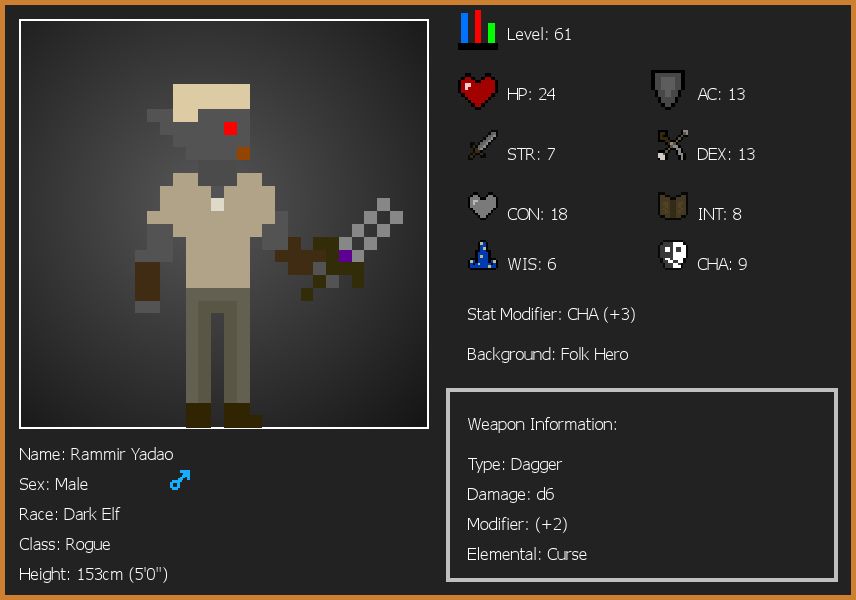 Level: 61
HP: 24
AC: 13
STR: 7
DEX: 13
CON: 18
INT: 8
WIS: 6
CHA: 9
Stat Modifier: CHA (+3)
Background: Folk Hero
Weapon Information:
Type: Dagger
Damage: d6
Modifier: (+2)
Elemental: Curse
Name: Rammir Yadao
Sex: Male
Race: Dark Elf
Class: Rogue
Height: 153cm (5'0")